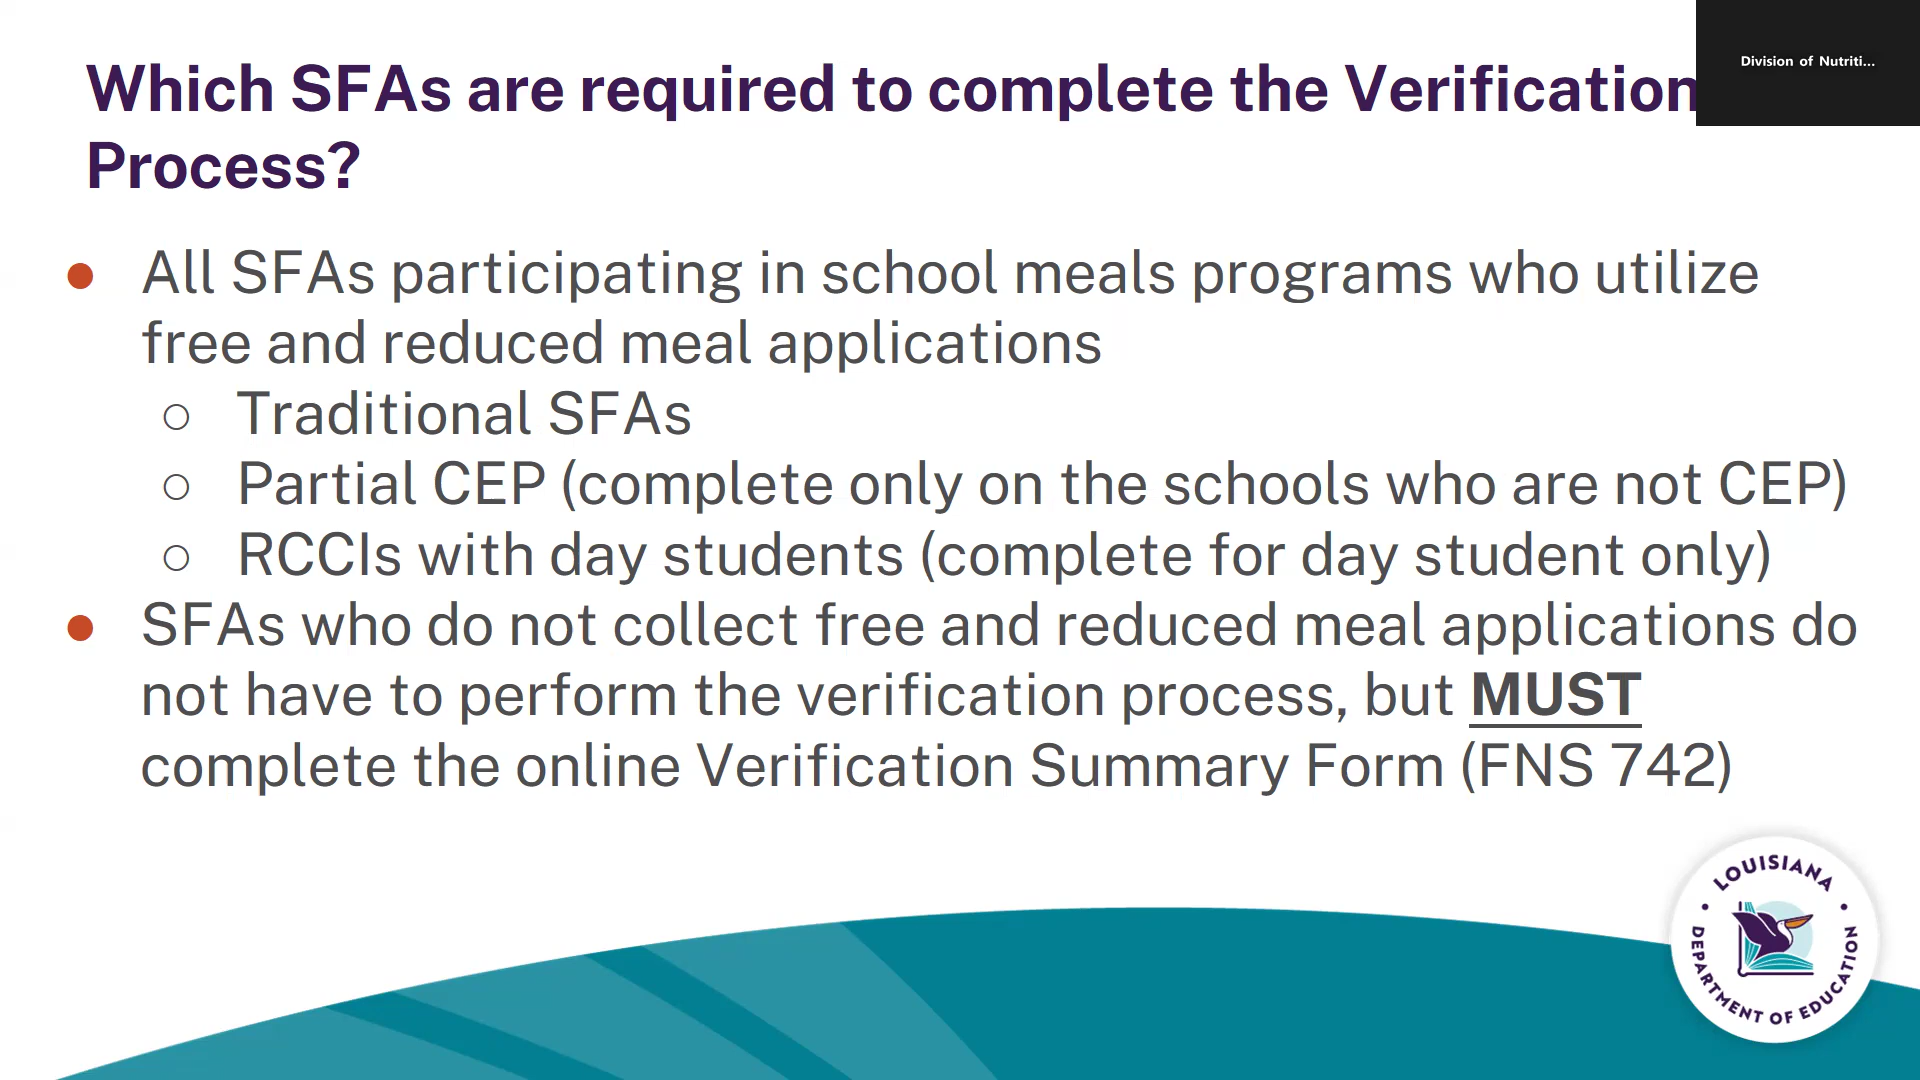 Which SFAs are required to complete the Verification
Process?
Division of Nutriti...
● All SFAs participating in school meals programs who utilize
free and reduced meal applications
○ Traditional SFAs
○ Partial CEP (complete only on the schools who are not CEP)
○ RCCIs with day students (complete for day student only)
● SFAs who do not collect free and reduced meal applications do
not have to perform the verification process, but MUST
complete the online Verification Summary Form (FNS 742)
LOUISIANA
DEPARTMENT OF EDUCATION